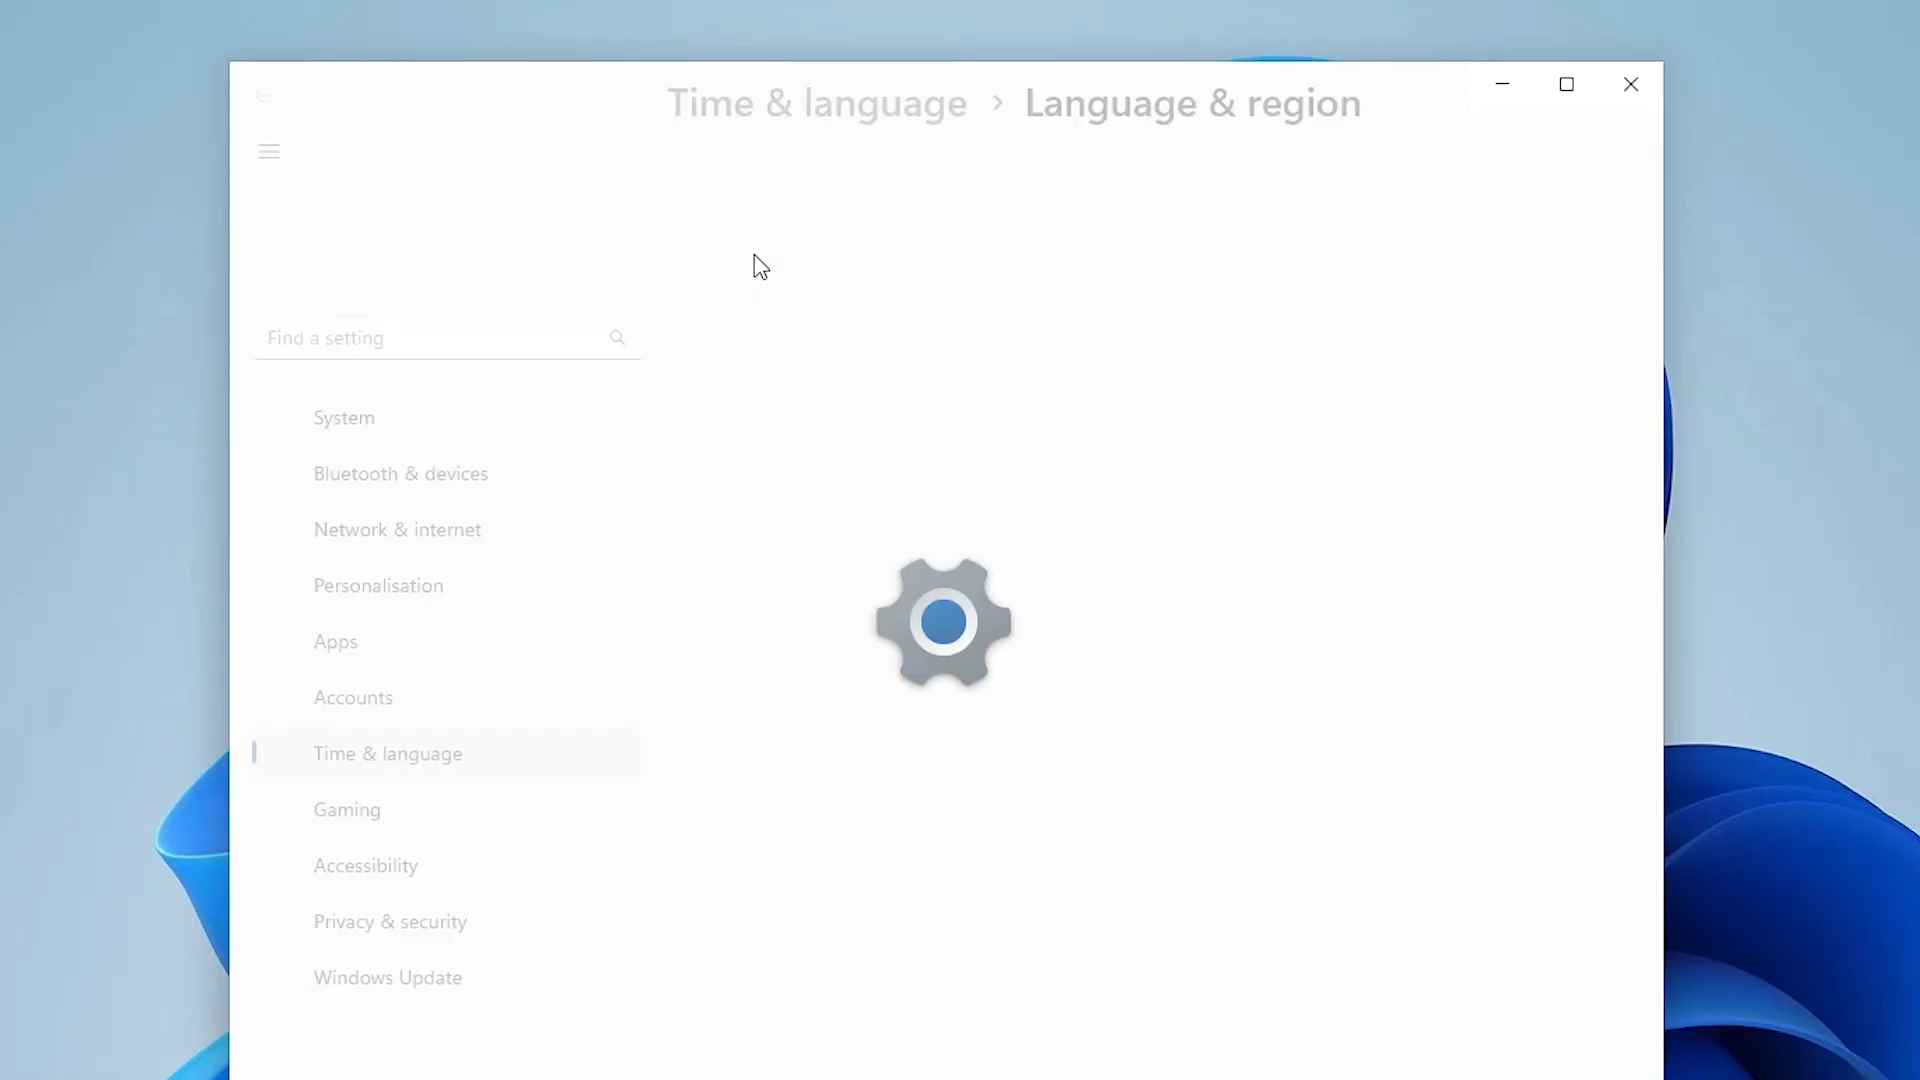 Time & language > Language & region
Find a setting
System
Bluetooth & devices
Network & internet
Personalisation
Apps
Accounts
Time & language
Gaming
Accessibility
Privacy & security
Windows Update